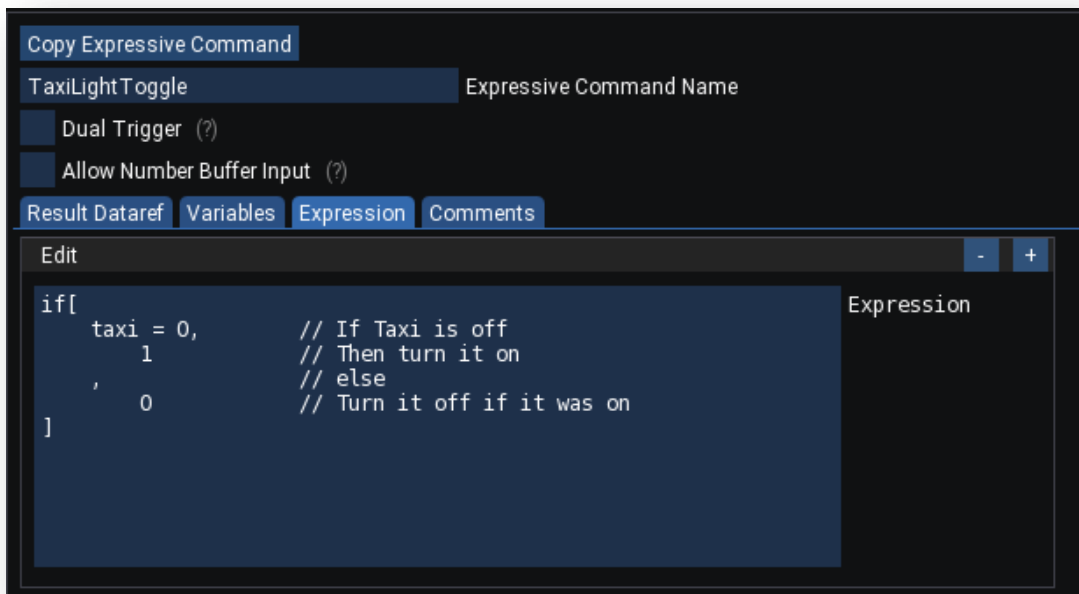 Copy Expressive Command
TaxiLightToggle Expressive Command Name
Dual Trigger (?)
Allow Number Buffer Input (?)
Result Dataref Variables Expression Comments
Edit - +
if[ Expression
taxi = 0, // If Taxi is off
1 // Then turn it on
, // else
0 // Turn it off if it was on
]